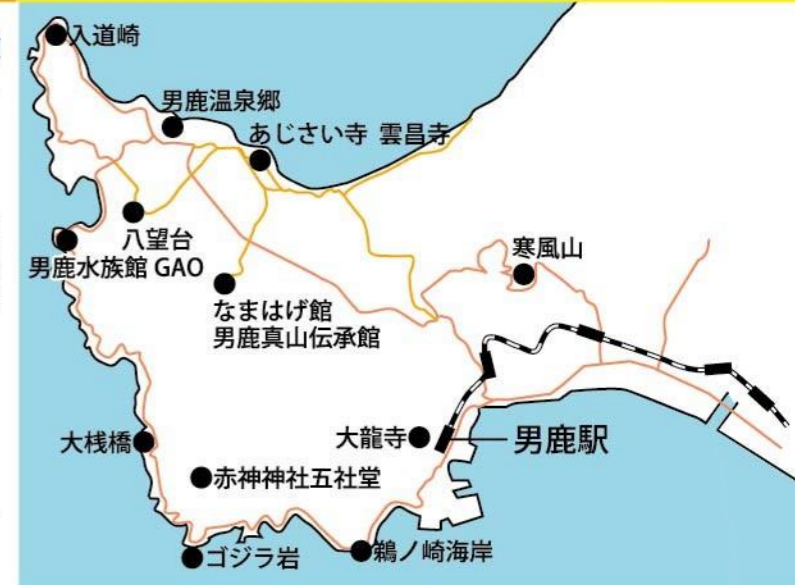 入道崎
男鹿温泉郷
あじさい寺 雲昌寺
八望台
男鹿水族館 GAO
寒風山
なまはげ館
男鹿真山伝承館
大桟橋
大龍寺
男鹿駅
赤神神社五社堂
ゴジラ岩
鵜ノ崎海岸